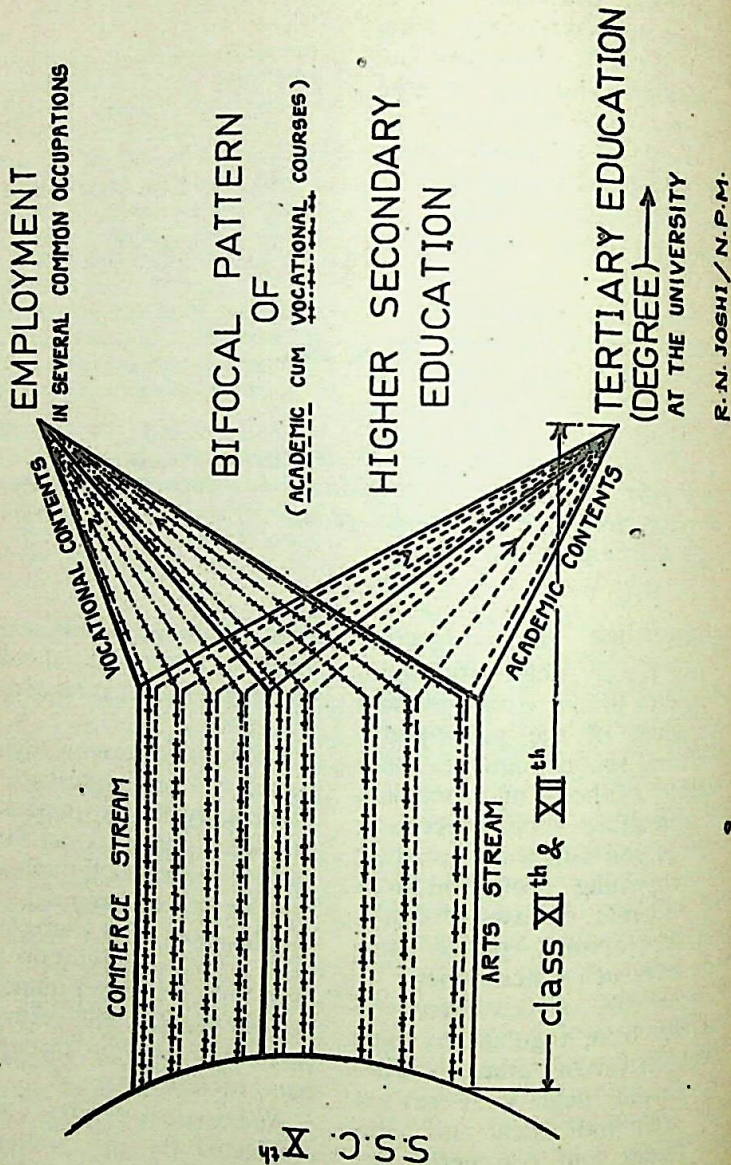 EMPLOYMENT
IN SEVERAL COMMON OCCUPATIONS
BIFOCAL PATTERN
OF
(ACADEMIC CUM VOCATIONAL COURSES)
HIGHER SECONDARY
EDUCATION
TERTIARY EDUCATION
(DEGREE)
AT THE UNIVERSITY
R.N. JOSHI / N.P.M.
VOCATIONAL CONTENTS
ACADEMIC CONTENTS
COMMERCE STREAM
ARTS STREAM
class XIth & XIIth
S.S.C. Xth